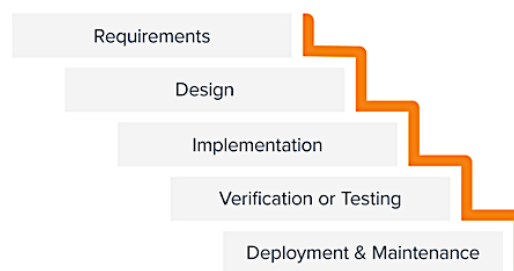 Requirements
Design
Implementation
Verification or Testing
Deployment & Maintenance